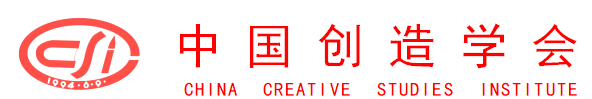 CSi
1994·6·9·
中国创造学会
CHINA CREATIVE STUDIES INSTITUTE